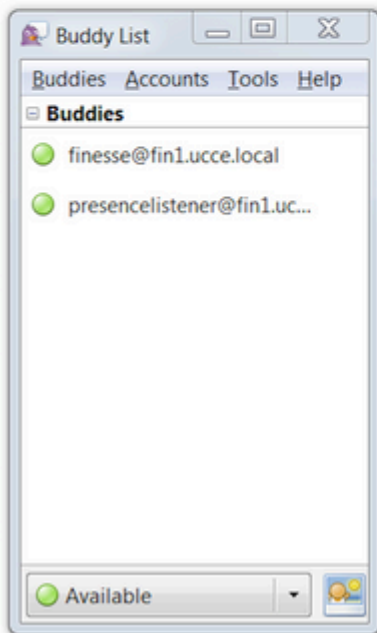 Buddy List
Buddies Accounts Tools Help
Buddies
finesse@fin1.ucce.local
presencelistener@fin1.uc...
Available